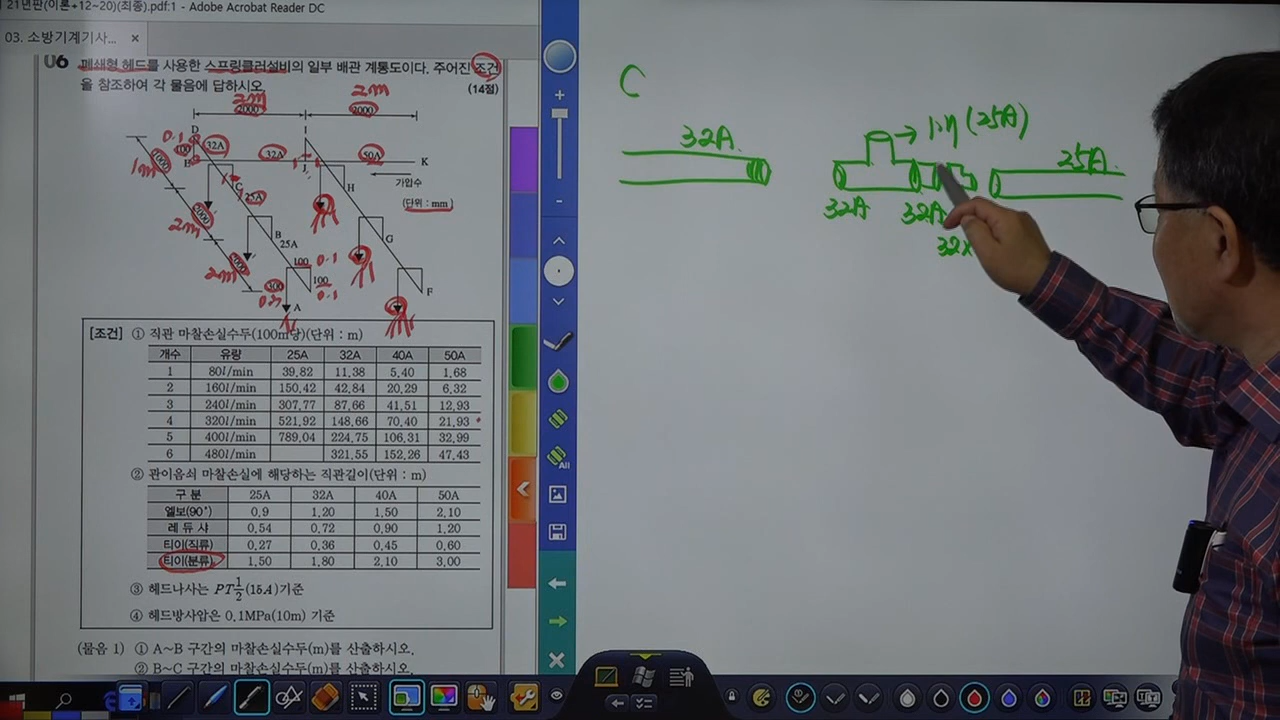 21년판(이론+12~20)(최종).pdf:1 - Adobe Acrobat Reader DC
03. 소방기계기사... ×
06 폐쇄형 헤드를 사용한 스프링클러설비의 일부 배관 계통도이다. 주어진 조건
을 참조하여 각 물음에 답하시오. (14점)
2m 2m
2000 2000
D I
0.1 100 32A 32A 50A K
E J
1m 1000 가압수
C H (단위 : mm)
25A
2m 2000
B G
25A
2m 2000 100 0.1
300 100 F
0.3 A 0.1
[조건] ① 직관 마찰손실수두(100m당)(단위 : m)
개수 유량 25A 32A 40A 50A
1 80l/min 39.82 11.38 5.40 1.68
2 160l/min 150.42 42.84 20.29 6.32
3 240l/min 307.77 87.66 41.51 12.93
4 320l/min 521.92 148.66 70.40 21.93
5 400l/min 789.04 224.75 106.31 32.99
6 480l/min 321.55 152.26 47.43
② 관이음쇠 마찰손실에 해당하는 직관길이(단위 : m)
구 분 25A 32A 40A 50A
엘보(90°) 0.9 1.20 1.50 2.10
레 듀 샤 0.54 0.72 0.90 1.20
티이(직류) 0.27 0.36 0.45 0.60
티이(분류) 1.50 1.80 2.10 3.00
③ 헤드나사는 PT1/2(15A)기준
④ 헤드방사압은 0.1MPa(10m) 기준
(물음 1) ① A~B 구간의 마찰손실수두(m)를 산출하시오.
② B~C 구간의 마찰손실수두(m)를 산출하시오.
All
C
32A
(25A)
25A
32A 32A
32x